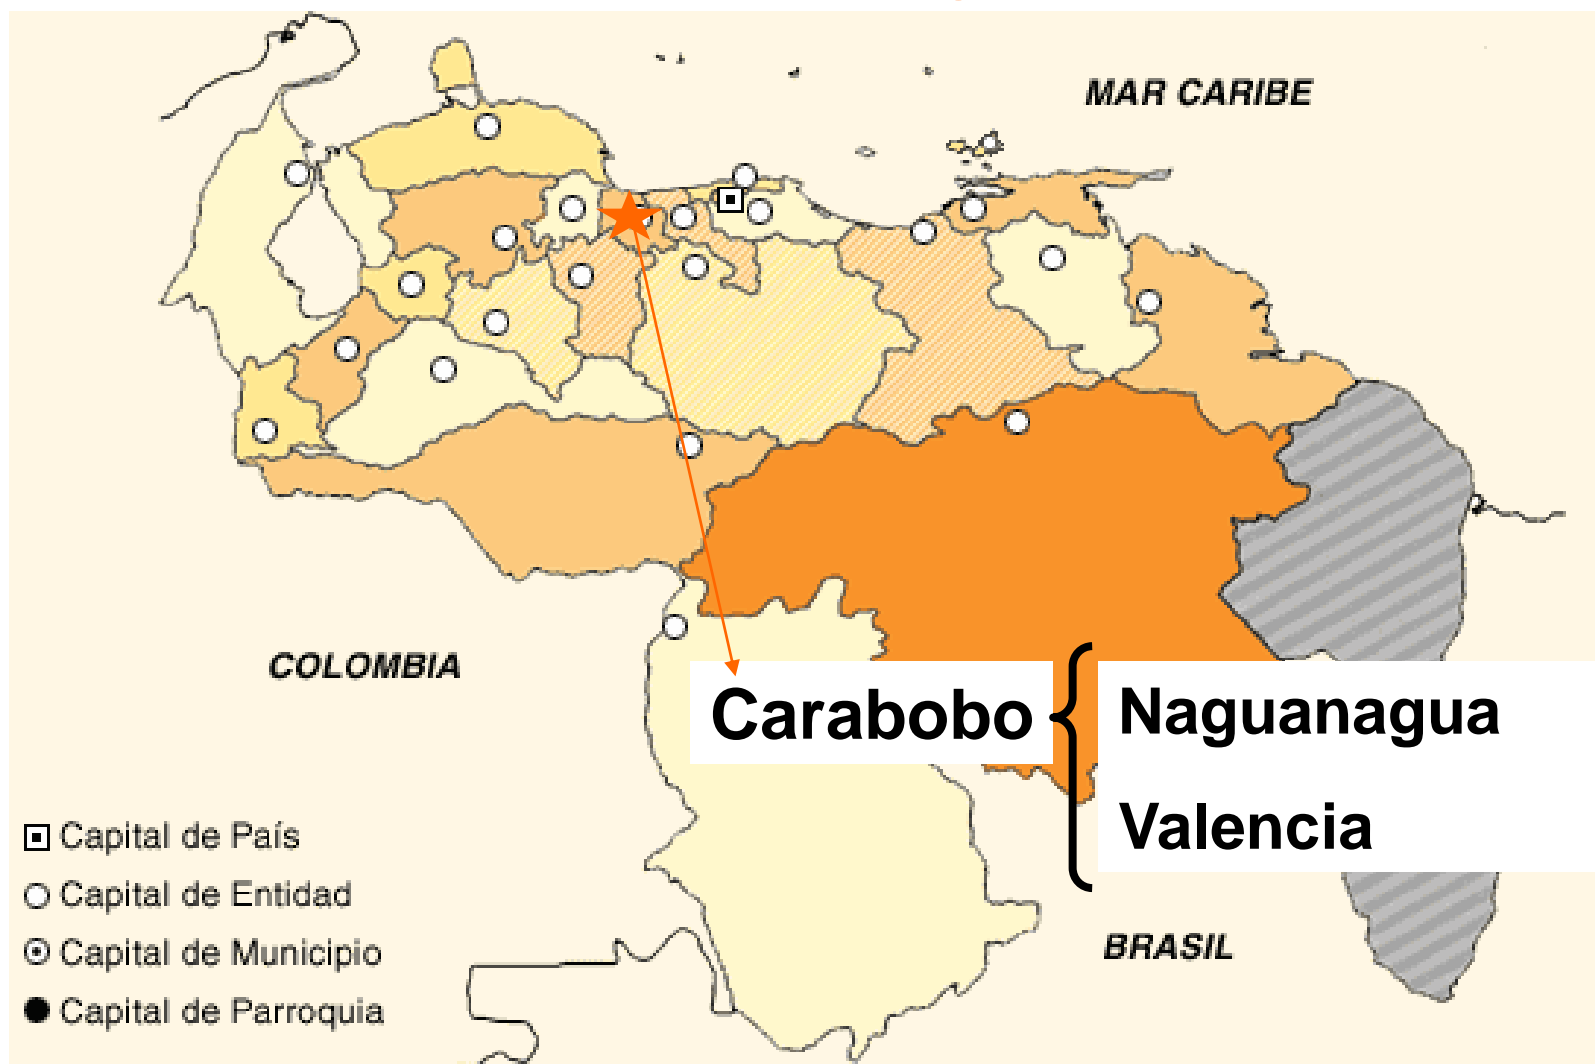 MAR CARIBE
COLOMBIA
Carabobo
Naguanagua
Valencia
BRASIL
Capital de País
Capital de Entidad
Capital de Municipio
Capital de Parroquia